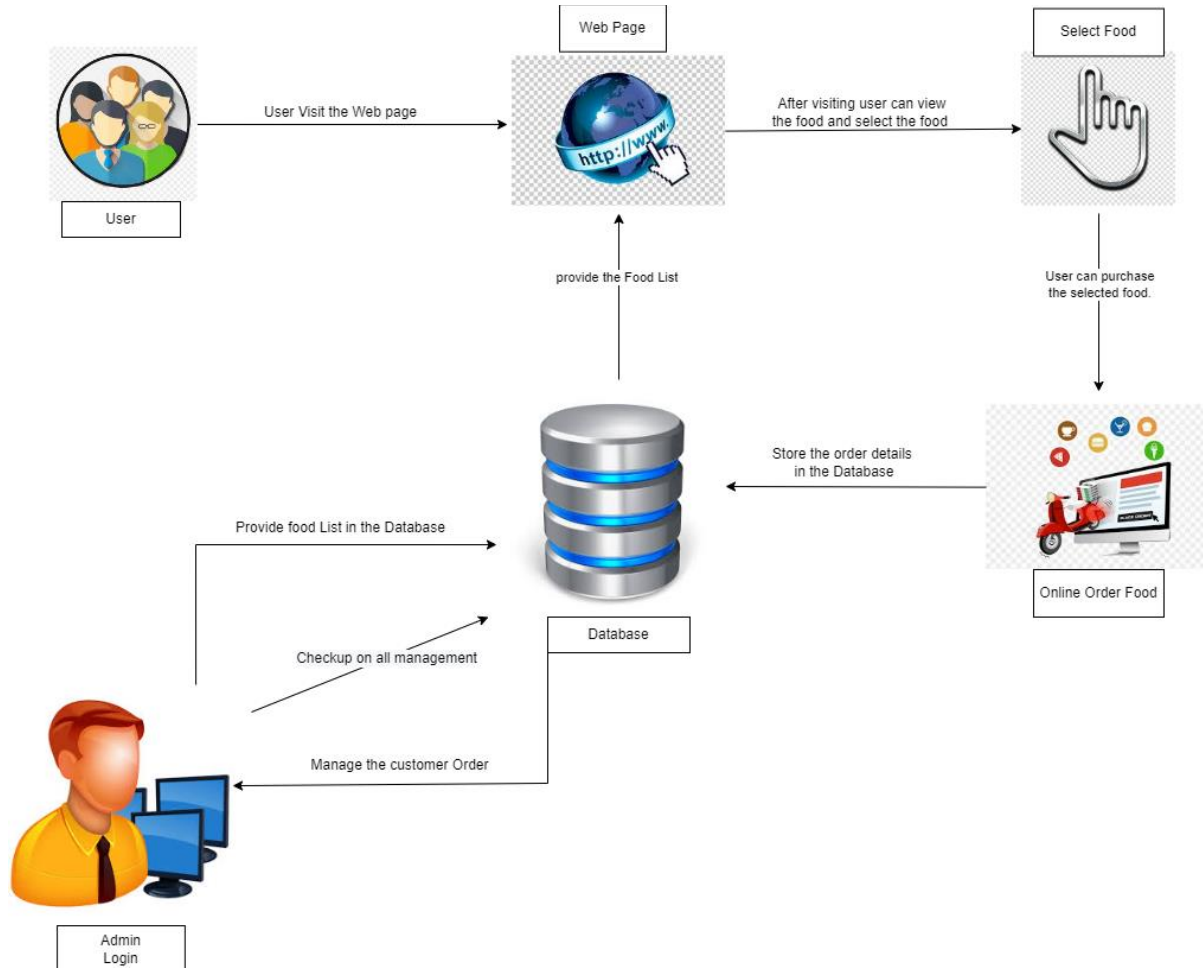 Web Page
Select Food
http://www.
User Visit the Web page
After visiting user can view
the food and select the food
User
provide the Food List
User can purchase
the selected food.
Store the order details
in the Database
Provide food List in the Database
Online Order Food
Database
Checkup on all management
Manage the customer Order
Admin
Login